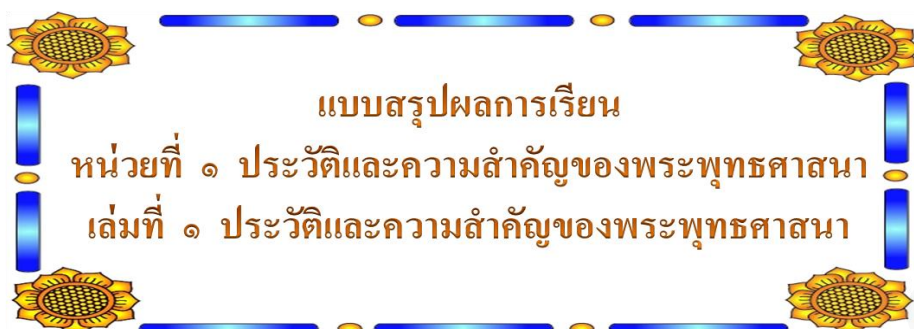 แบบสรุปผลการเรียน
หน่วยที่ ๑ ประวัติและความสำคัญของพระพุทธศาสนา
เล่มที่ ๑ ประวัติและความสำคัญของพระพุทธศาสนา